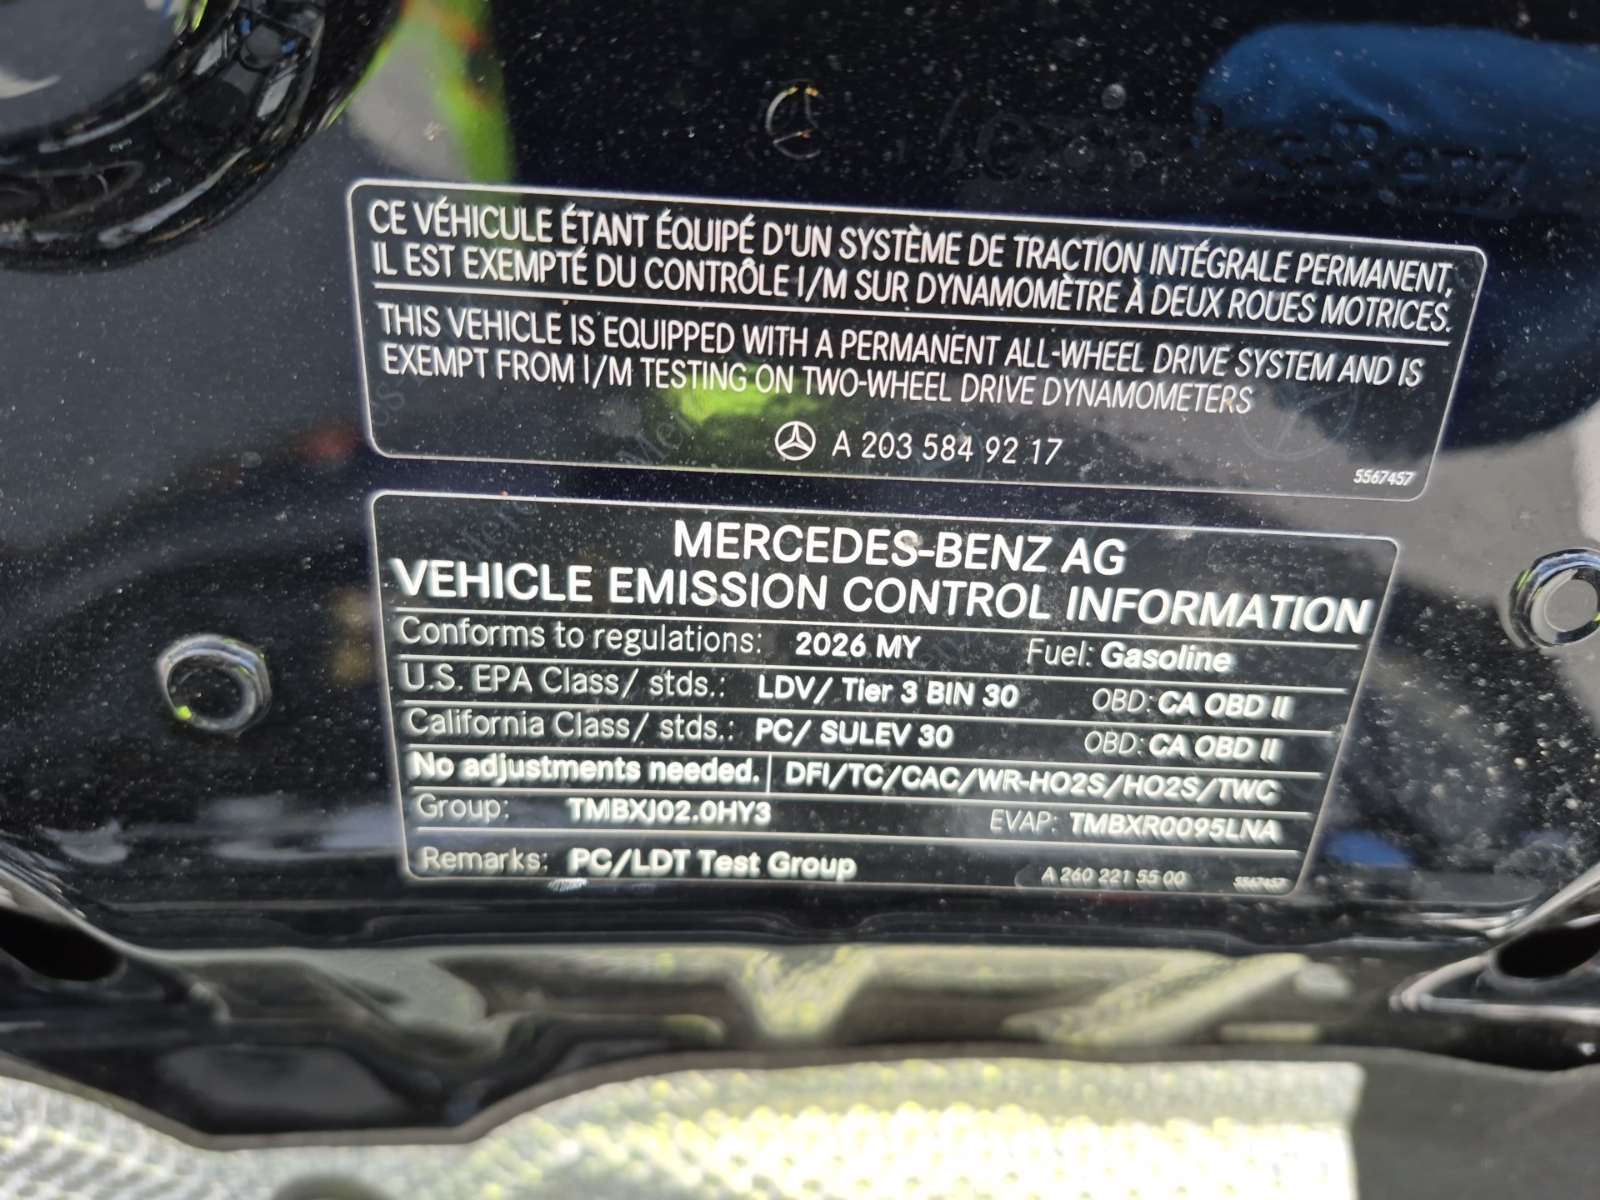 CE VÉHICULE ÉTANT ÉQUIPÉ D'UN SYSTÈME DE TRACTION INTÉGRALE PERMANENT,
IL EST EXEMPTÉ DU CONTRÔLE I/M SUR DYNAMOMÈTRE À DEUX ROUES MOTRICES.
THIS VEHICLE IS EQUIPPED WITH A PERMANENT ALL-WHEEL DRIVE SYSTEM AND IS
EXEMPT FROM I/M TESTING ON TWO-WHEEL DRIVE DYNAMOMETERS
A 203 584 92 17
5567457
MERCEDES-BENZ AG
VEHICLE EMISSION CONTROL INFORMATION
Conforms to regulations: 2026 MY Fuel: Gasoline
U.S. EPA Class/ stds.: LDV/ Tier 3 BIN 30 OBD: CA OBD II
California Class/ stds.: PC/ SULEV 30 OBD: CA OBD II
No adjustments needed. DFI/TC/CAC/WR-HO2S/HO2S/TWC
Group: TMBXJ02.0HY3 EVAP: TMBXR0095LNA
Remarks: PC/LDT Test Group A 260 221 55 00 5567457